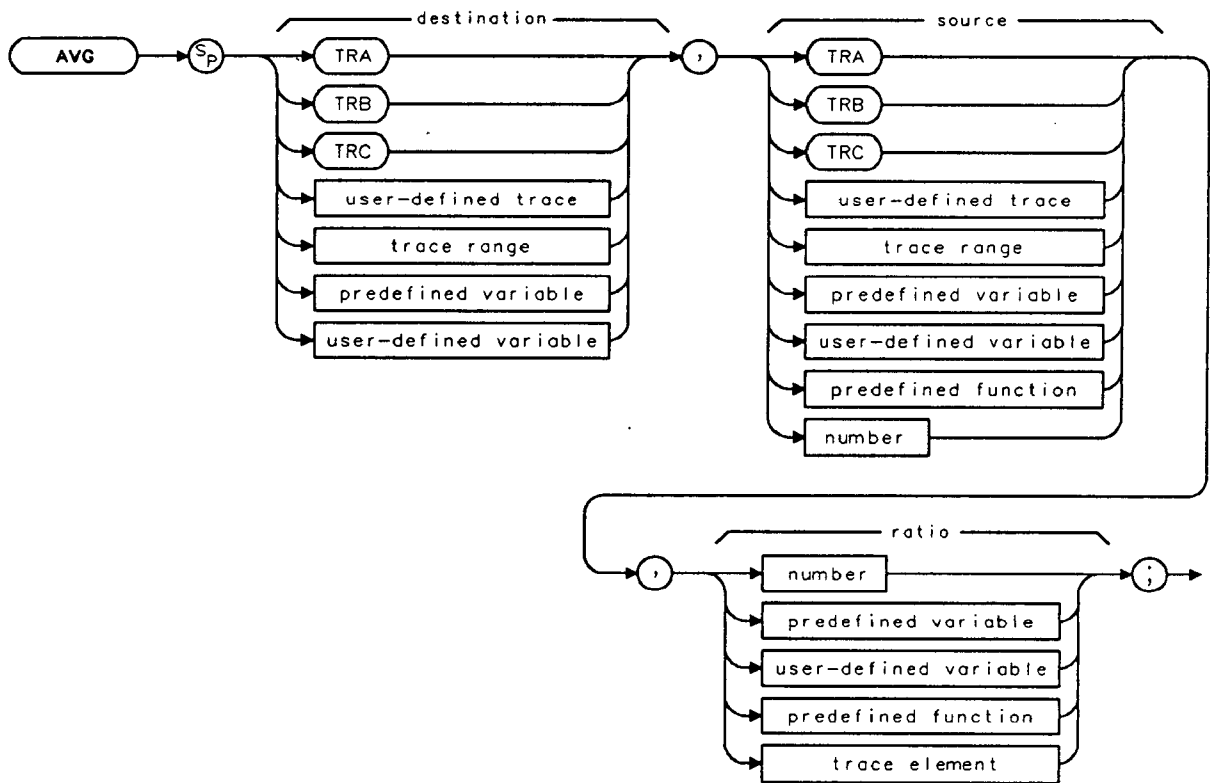 destination
source
AVG
SP
TRA
,
TRA
TRB
TRB
TRC
TRC
user-defined trace
user-defined trace
trace range
trace range
predefined variable
predefined variable
user-defined variable
user-defined variable
predefined function
number
ratio
,
number
;
predefined variable
user-defined variable
predefined function
trace element